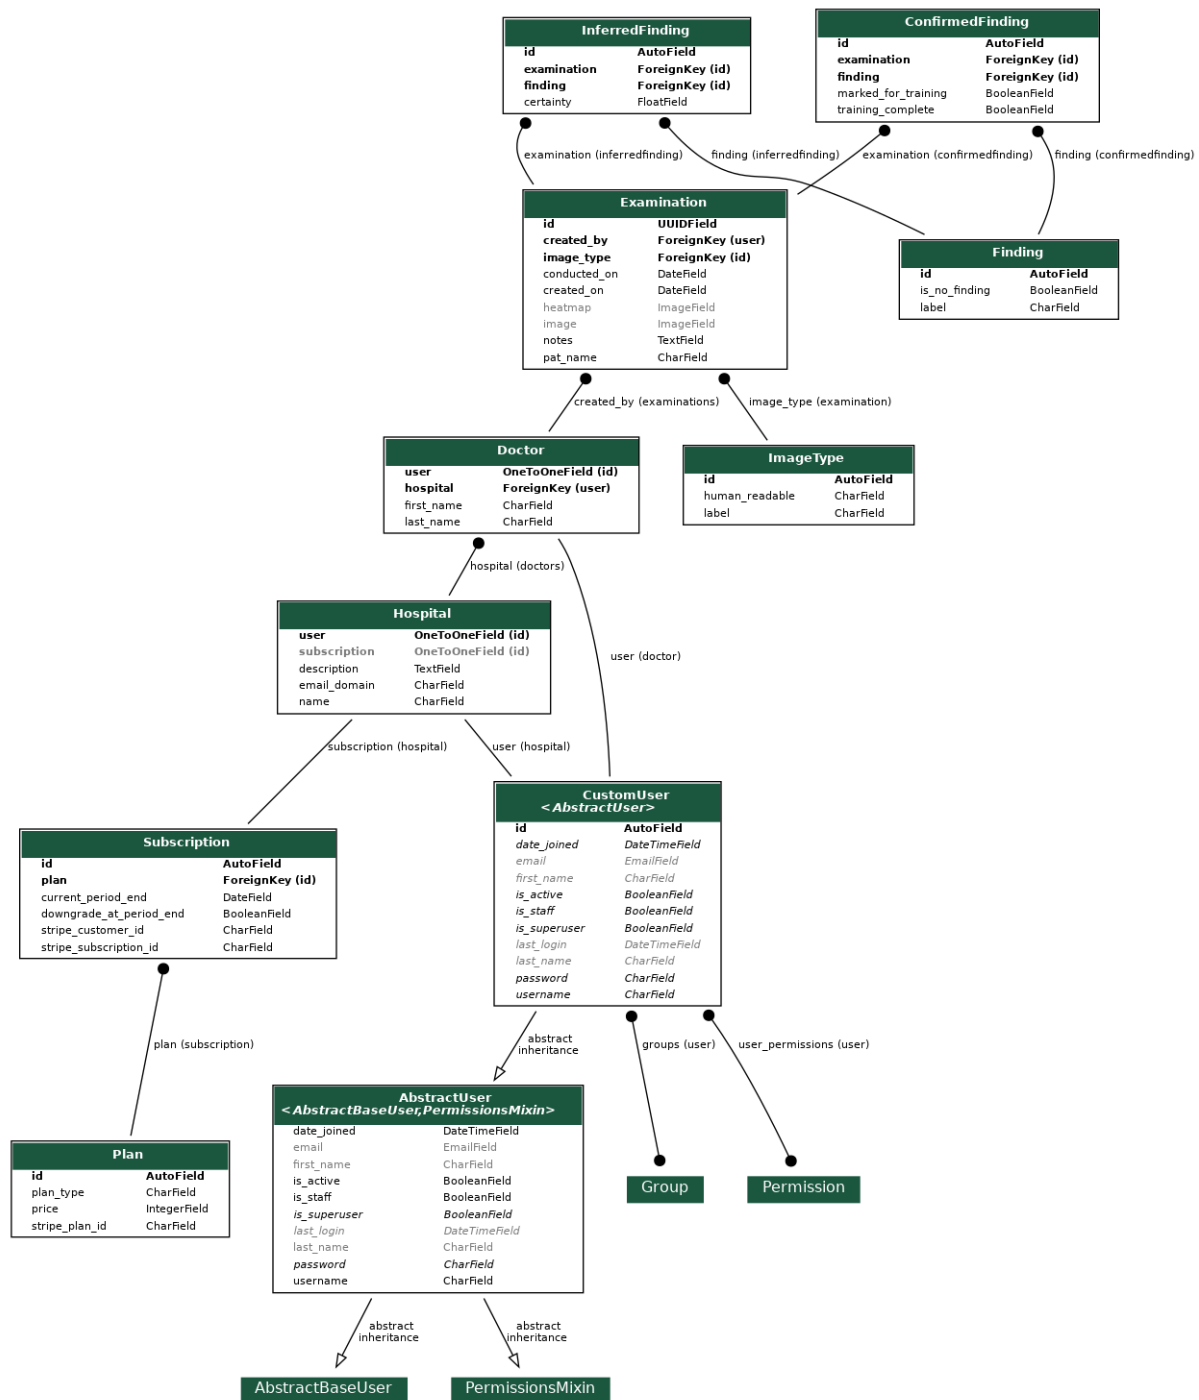 InferredFinding
id AutoField
examination ForeignKey (id)
finding ForeignKey (id)
certainty FloatField
ConfirmedFinding
id AutoField
examination ForeignKey (id)
finding ForeignKey (id)
marked_for_training BooleanField
training_complete BooleanField
examination (inferredfinding)
finding (inferredfinding)
examination (confirmedfinding)
finding (confirmedfinding)
Examination
id UUIDField
created_by ForeignKey (user)
image_type ForeignKey (id)
conducted_on DateField
created_on DateField
heatmap ImageField
image ImageField
notes TextField
pat_name CharField
Finding
id AutoField
is_no_finding BooleanField
label CharField
created_by (examinations)
image_type (examination)
Doctor
user OneToOneField (id)
hospital ForeignKey (user)
first_name CharField
last_name CharField
ImageType
id AutoField
human_readable CharField
label CharField
hospital (doctors)
user (doctor)
Hospital
user OneToOneField (id)
subscription OneToOneField (id)
description TextField
email_domain CharField
name CharField
subscription (hospital)
user (hospital)
Subscription
id AutoField
plan ForeignKey (id)
current_period_end DateField
downgrade_at_period_end BooleanField
stripe_customer_id CharField
stripe_subscription_id CharField
CustomUser
<AbstractUser>
id AutoField
date_joined DateTimeField
email EmailField
first_name CharField
is_active BooleanField
is_staff BooleanField
is_superuser BooleanField
last_login DateTimeField
last_name CharField
password CharField
username CharField
plan (subscription)
abstract
inheritance
groups (user)
user_permissions (user)
Plan
id AutoField
plan_type CharField
price IntegerField
stripe_plan_id CharField
AbstractUser
<AbstractBaseUser,PermissionsMixin>
date_joined DateTimeField
email EmailField
first_name CharField
is_active BooleanField
is_staff BooleanField
is_superuser BooleanField
last_login DateTimeField
last_name CharField
password CharField
username CharField
Group
Permission
abstract
inheritance
abstract
inheritance
AbstractBaseUser
PermissionsMixin